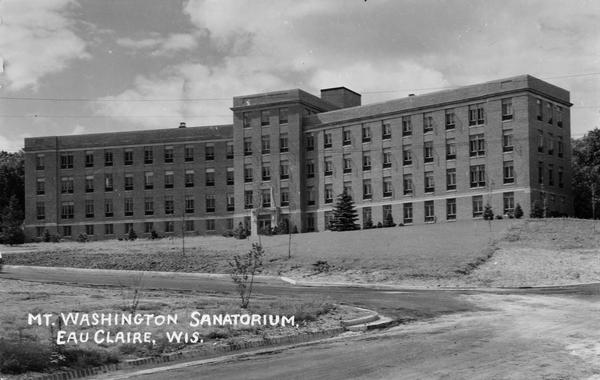 MT. WASHINGTON SANATORIUM,
EAU CLAIRE, WIS.